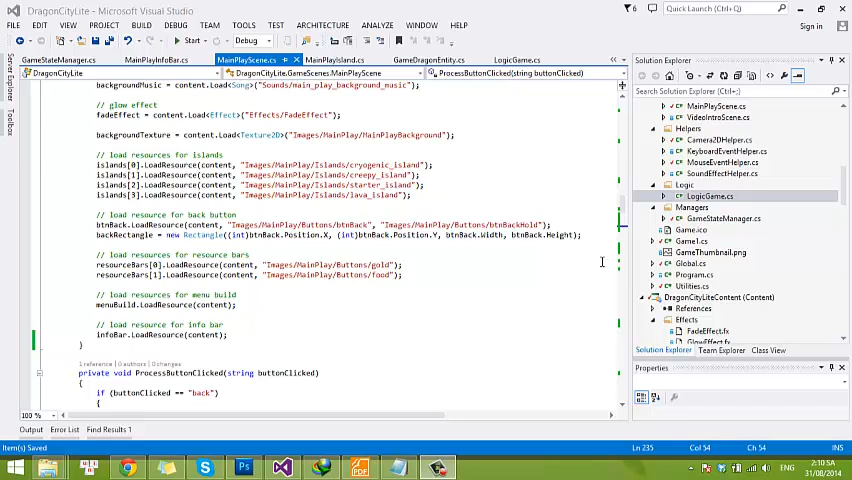 DragonCityLite - Microsoft Visual Studio
6
Quick Launch (Ctrl+Q)
FILE EDIT VIEW PROJECT BUILD DEBUG TEAM TOOLS TEST ARCHITECTURE ANALYZE WINDOW HELP
Sign in
Start
Debug
GameStateManager.cs
MainPlayInfoBar.cs
MainPlayScene.cs
MainPlayIsland.cs
GameDragonEntity.cs
LogicGame.cs
DragonCityLite
DragonCityLite.GameScenes.MainPlayScene
ProcessButtonClicked(string buttonClicked)
Server Explorer
Toolbox
backgroundMusic = content.Load<Song>("Sounds/main_play_background_music");
// glow effect
fadeEffect = content.Load<Effect>("Effects/FadeEffect");
backgroundTexture = content.Load<Texture2D>("Images/MainPlay/MainPlayBackground");
// load resources for islands
islands[0].LoadResource(content, "Images/MainPlay/Islands/cryogenic_island");
islands[1].LoadResource(content, "Images/MainPlay/Islands/creepy_island");
islands[2].LoadResource(content, "Images/MainPlay/Islands/starter_island");
islands[3].LoadResource(content, "Images/MainPlay/Islands/lava_island");
// load resource for back button
btnBack.LoadResource(content, "Images/MainPlay/Buttons/btnBack", "Images/MainPlay/Buttons/btnBackHold");
backRectangle = new Rectangle((int)btnBack.Position.X, (int)btnBack.Position.Y, btnBack.Width, btnBack.Height);
// load resources for resource bars
resourceBars[0].LoadResource(content, "Images/MainPlay/Buttons/gold");
resourceBars[1].LoadResource(content, "Images/MainPlay/Buttons/food");
// load resources for menu build
menuBuild.LoadResource(content);
// load resource for info bar
infoBar.LoadResource(content);
}
1 reference | 0 authors | 0 changes
private void ProcessButtonClicked(string buttonClicked)
{
if (buttonClicked == "back")
{
100 %
Solution Explorer
Search Solution Explorer (Ctrl+;)
MainPlayScene.cs
VideoIntroScene.cs
Helpers
Camera2DHelper.cs
KeyboardEventHelper.cs
MouseEventHelper.cs
SoundEffectHelper.cs
Logic
LogicGame.cs
Managers
GameStateManager.cs
Game.ico
Game1.cs
GameThumbnail.png
Global.cs
Program.cs
Utilities.cs
DragonCityLiteContent (Content)
References
Effects
FadeEffect.fx
GlowEffect.fx
Solution Explorer Team Explorer Class View
Properties
Output Error List Find Results 1
Item(s) Saved
Ln 235 Col 54 Ch 54 INS
ENG
2:10 SA
31/08/2014